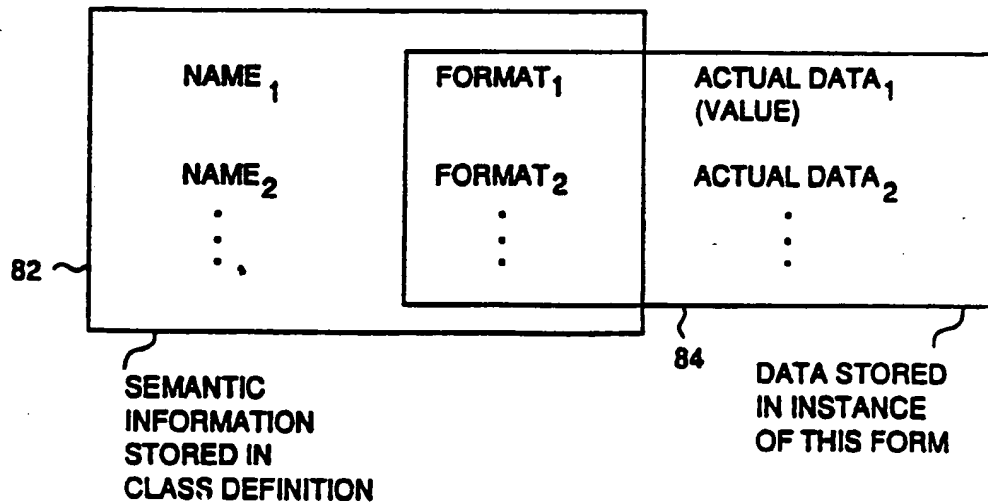 NAME1 FORMAT1 ACTUAL DATA1
(VALUE)
NAME2 FORMAT2 ACTUAL DATA2
82
84
SEMANTIC
INFORMATION
STORED IN
CLASS DEFINITION
DATA STORED
IN INSTANCE
OF THIS FORM